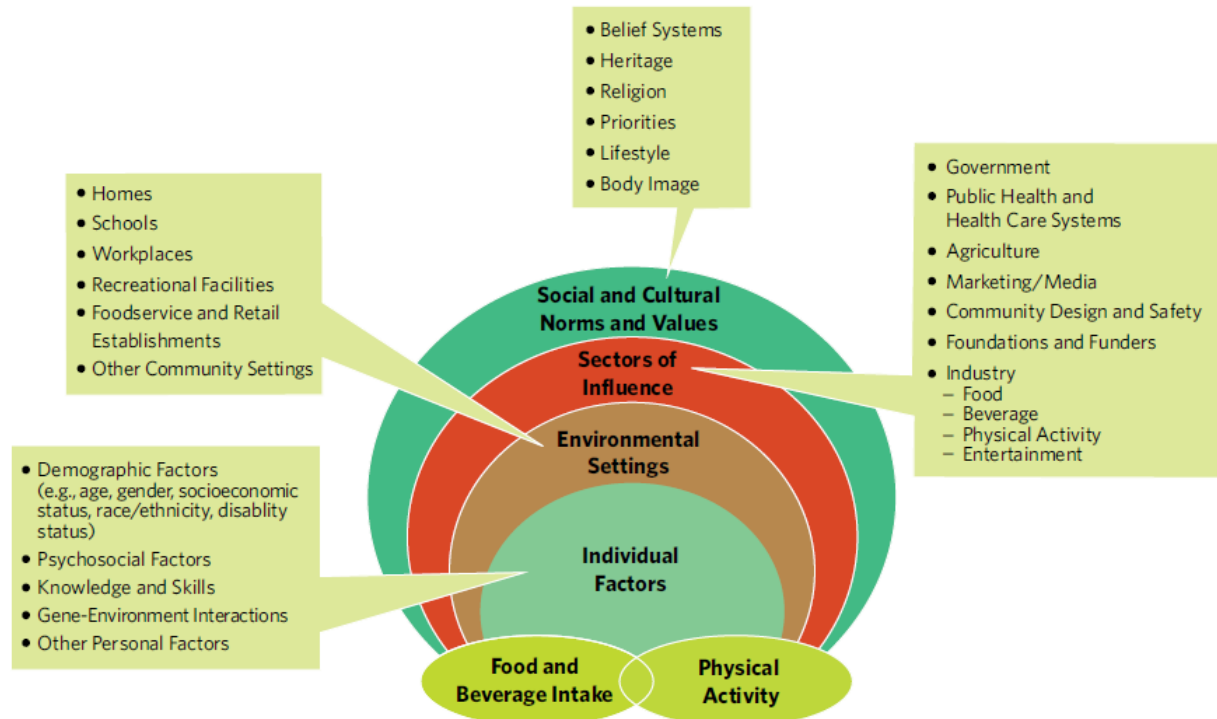 • Belief Systems
• Heritage
• Religion
• Priorities
• Lifestyle
• Body Image
• Homes
• Schools
• Workplaces
• Recreational Facilities
• Foodservice and Retail
Establishments
• Other Community Settings
• Government
• Public Health and
Health Care Systems
• Agriculture
• Marketing/Media
• Community Design and Safety
• Foundations and Funders
• Industry
– Food
– Beverage
– Physical Activity
– Entertainment
• Demographic Factors
(e.g., age, gender, socioeconomic
status, race/ethnicity, disablity
status)
• Psychosocial Factors
• Knowledge and Skills
• Gene-Environment Interactions
• Other Personal Factors
Social and Cultural
Norms and Values
Sectors of
Influence
Environmental
Settings
Individual
Factors
Food and
Beverage Intake
Physical
Activity